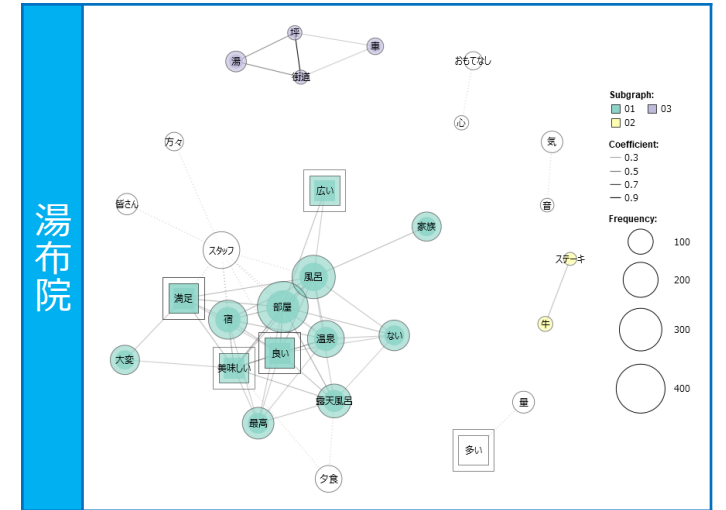 湯布院
坪
車
湯
街道
おもてなし
心
方々
気
皆さん
音
広い
家族
スタッフ
ステーキ
風呂
満足
宿
部屋
牛
温泉
ない
大変
美味しい
良い
露天風呂
量
最高
多い
夕食
Subgraph:
01 03
02
Coefficient:
0.3
0.5
0.7
0.9
Frequency:
100
200
300
400